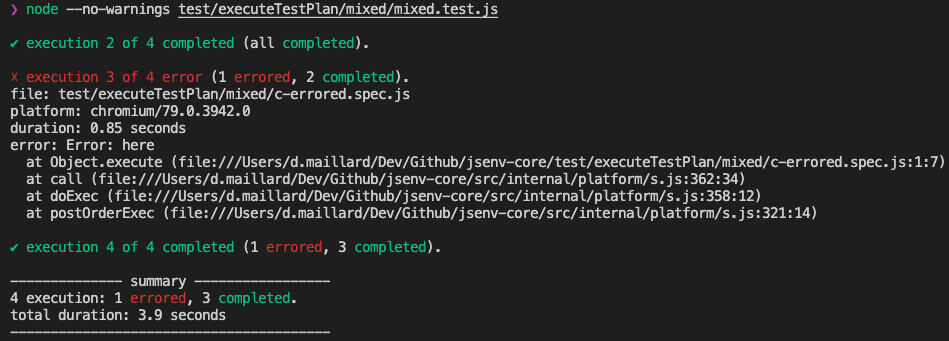 ❯ node --no-warnings test/executeTestPlan/mixed/mixed.test.js
✔ execution 2 of 4 completed (all completed).
☓ execution 3 of 4 error (1 errored, 2 completed).
file: test/executeTestPlan/mixed/c-errored.spec.js
platform: chromium/79.0.3942.0
duration: 0.85 seconds
error: Error: here
at Object.execute (file:///Users/d.maillard/Dev/Github/jsenv-core/test/executeTestPlan/mixed/c-errored.spec.js:1:7)
at call (file:///Users/d.maillard/Dev/Github/jsenv-core/src/internal/platform/s.js:362:34)
at doExec (file:///Users/d.maillard/Dev/Github/jsenv-core/src/internal/platform/s.js:358:12)
at postOrderExec (file:///Users/d.maillard/Dev/Github/jsenv-core/src/internal/platform/s.js:321:14)
✔ execution 4 of 4 completed (1 errored, 3 completed).
-------------- summary -----------------
4 execution: 1 errored, 3 completed.
total duration: 3.9 seconds
----------------------------------------